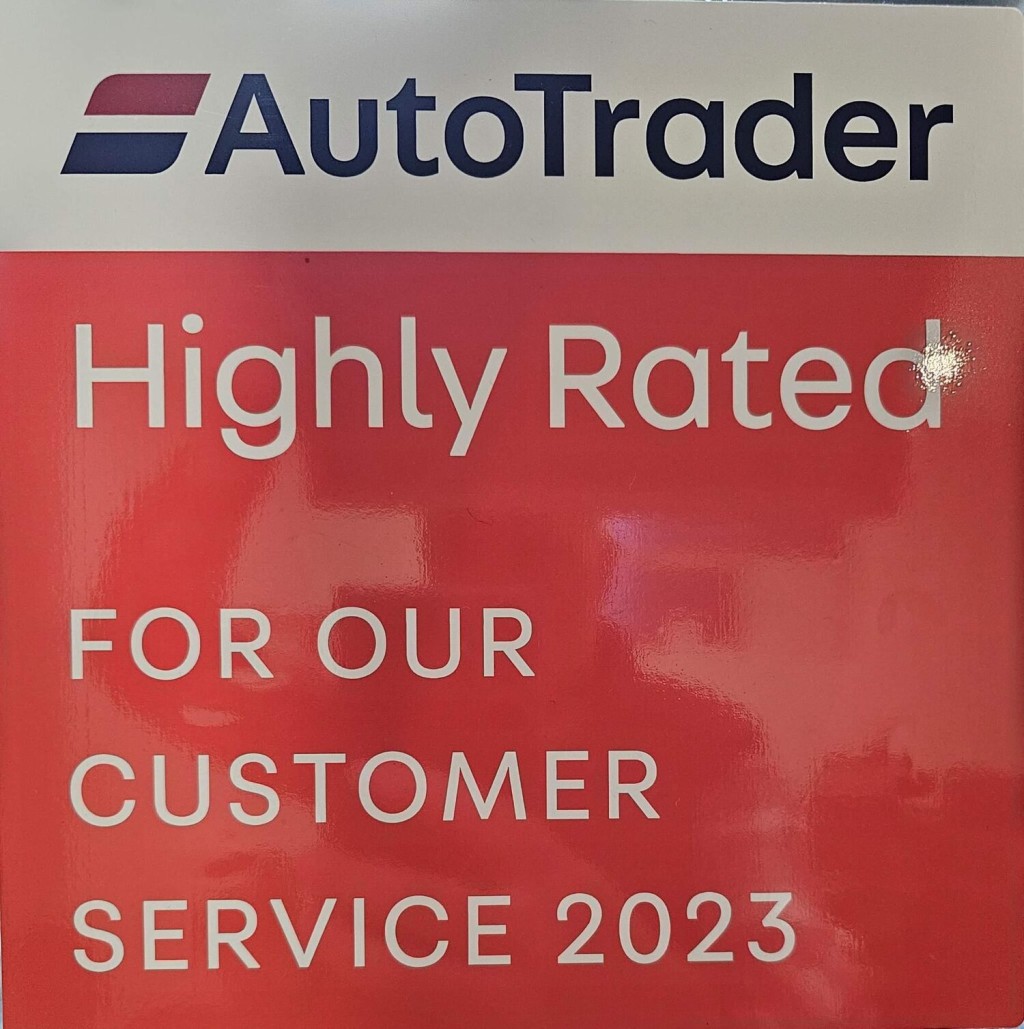 AutoTrader
Highly Rated
FOR OUR
CUSTOMER
SERVICE 2023